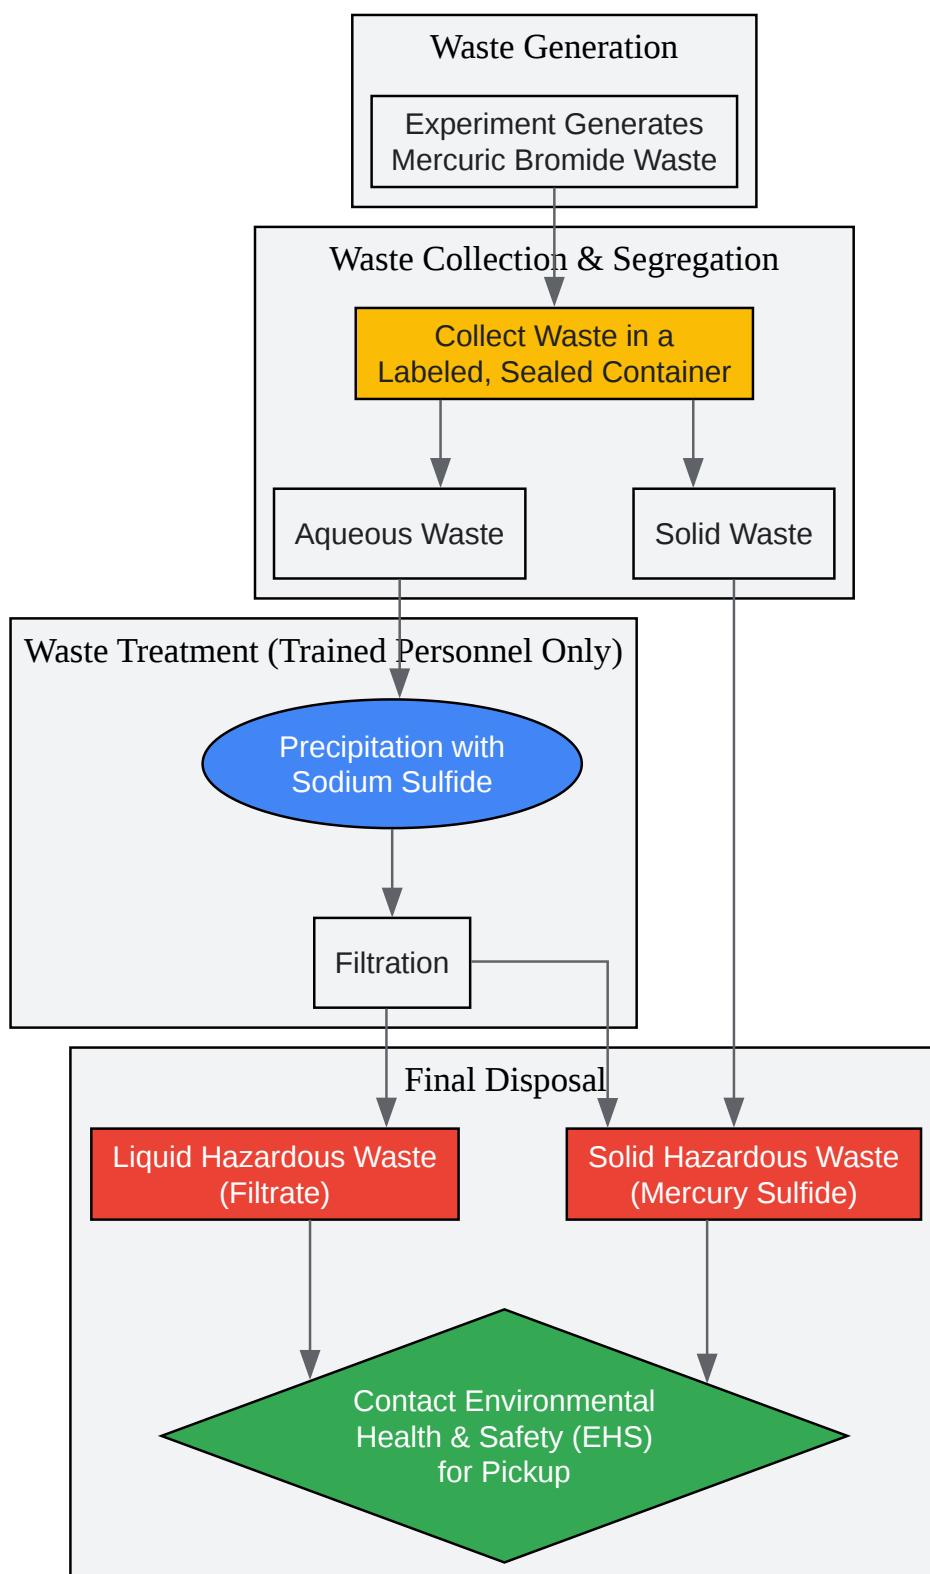 Waste Generation
Experiment Generates
Mercuric Bromide Waste
Waste Collection & Segregation
Collect Waste in a
Labeled, Sealed Container
Aqueous Waste
Solid Waste
Waste Treatment (Trained Personnel Only)
Precipitation with
Sodium Sulfide
Filtration
Final Disposal
Liquid Hazardous Waste
(Filtrate)
Solid Hazardous Waste
(Mercury Sulfide)
Contact Environmental
Health & Safety (EHS)
for Pickup